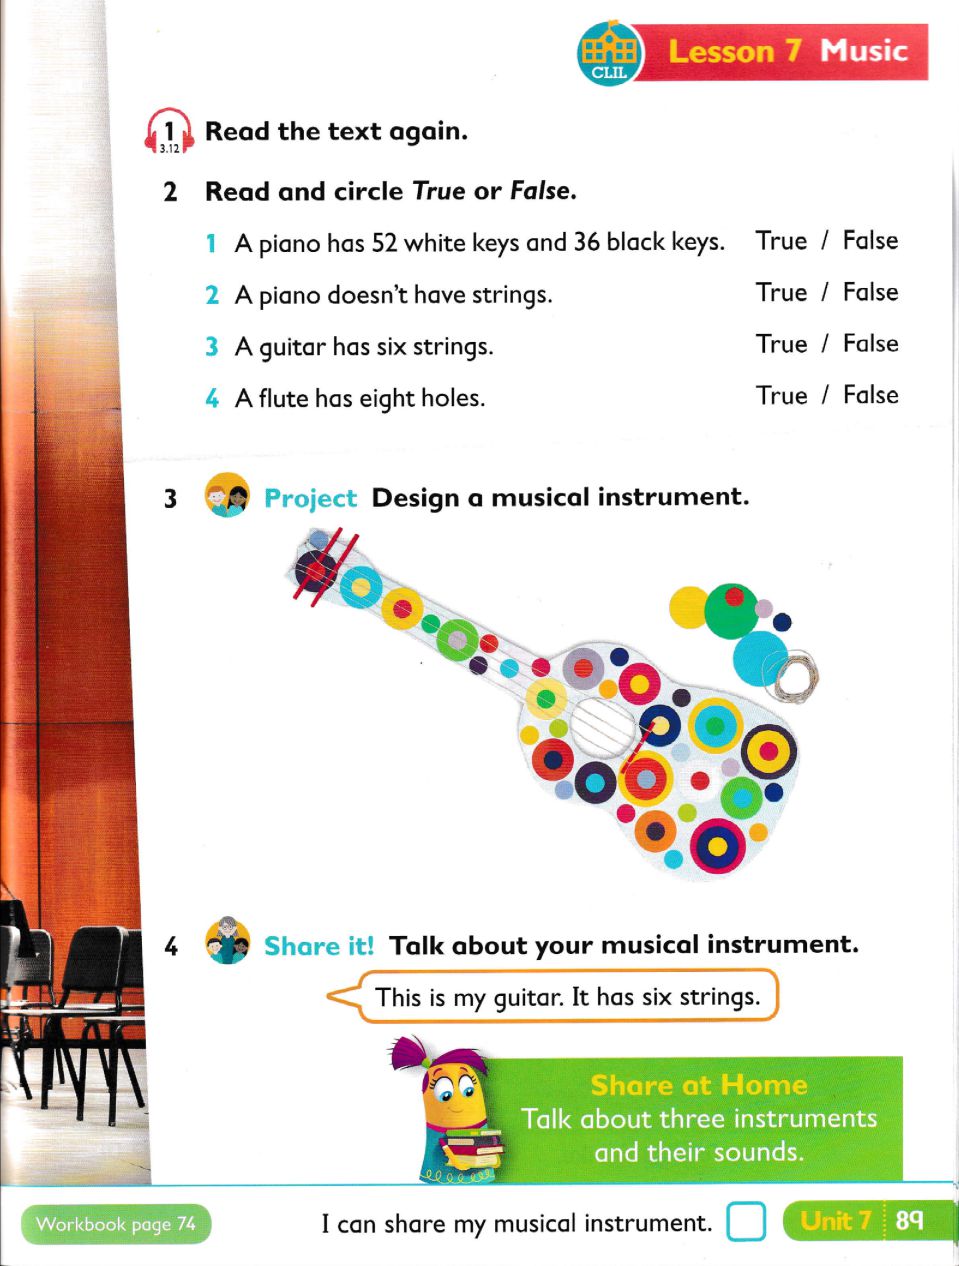 CLIL
Lesson 7 Music
1 Read the text again.
3.12
2 Read and circle True or False.
1 A piano has 52 white keys and 36 black keys. True / False
2 A piano doesn't have strings. True / False
3 A guitar has six strings. True / False
4 A flute has eight holes. True / False
3 Project Design a musical instrument.
4 Share it! Talk about your musical instrument.
This is my guitar. It has six strings.
Share at Home
Talk about three instruments
and their sounds.
Workbook page 74
I can share my musical instrument.
Unit 7 89